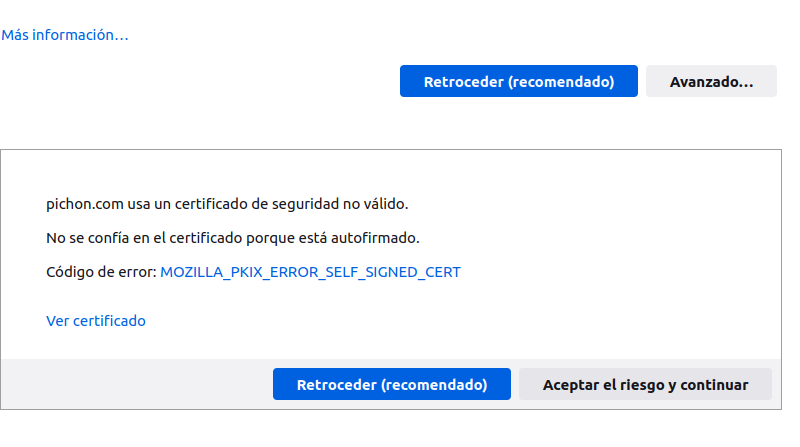 Más información…
Retroceder (recomendado)
Avanzado…
pichon.com usa un certificado de seguridad no válido.
No se confía en el certificado porque está autofirmado.
Código de error: MOZILLA_PKIX_ERROR_SELF_SIGNED_CERT
Ver certificado
Retroceder (recomendado)
Aceptar el riesgo y continuar